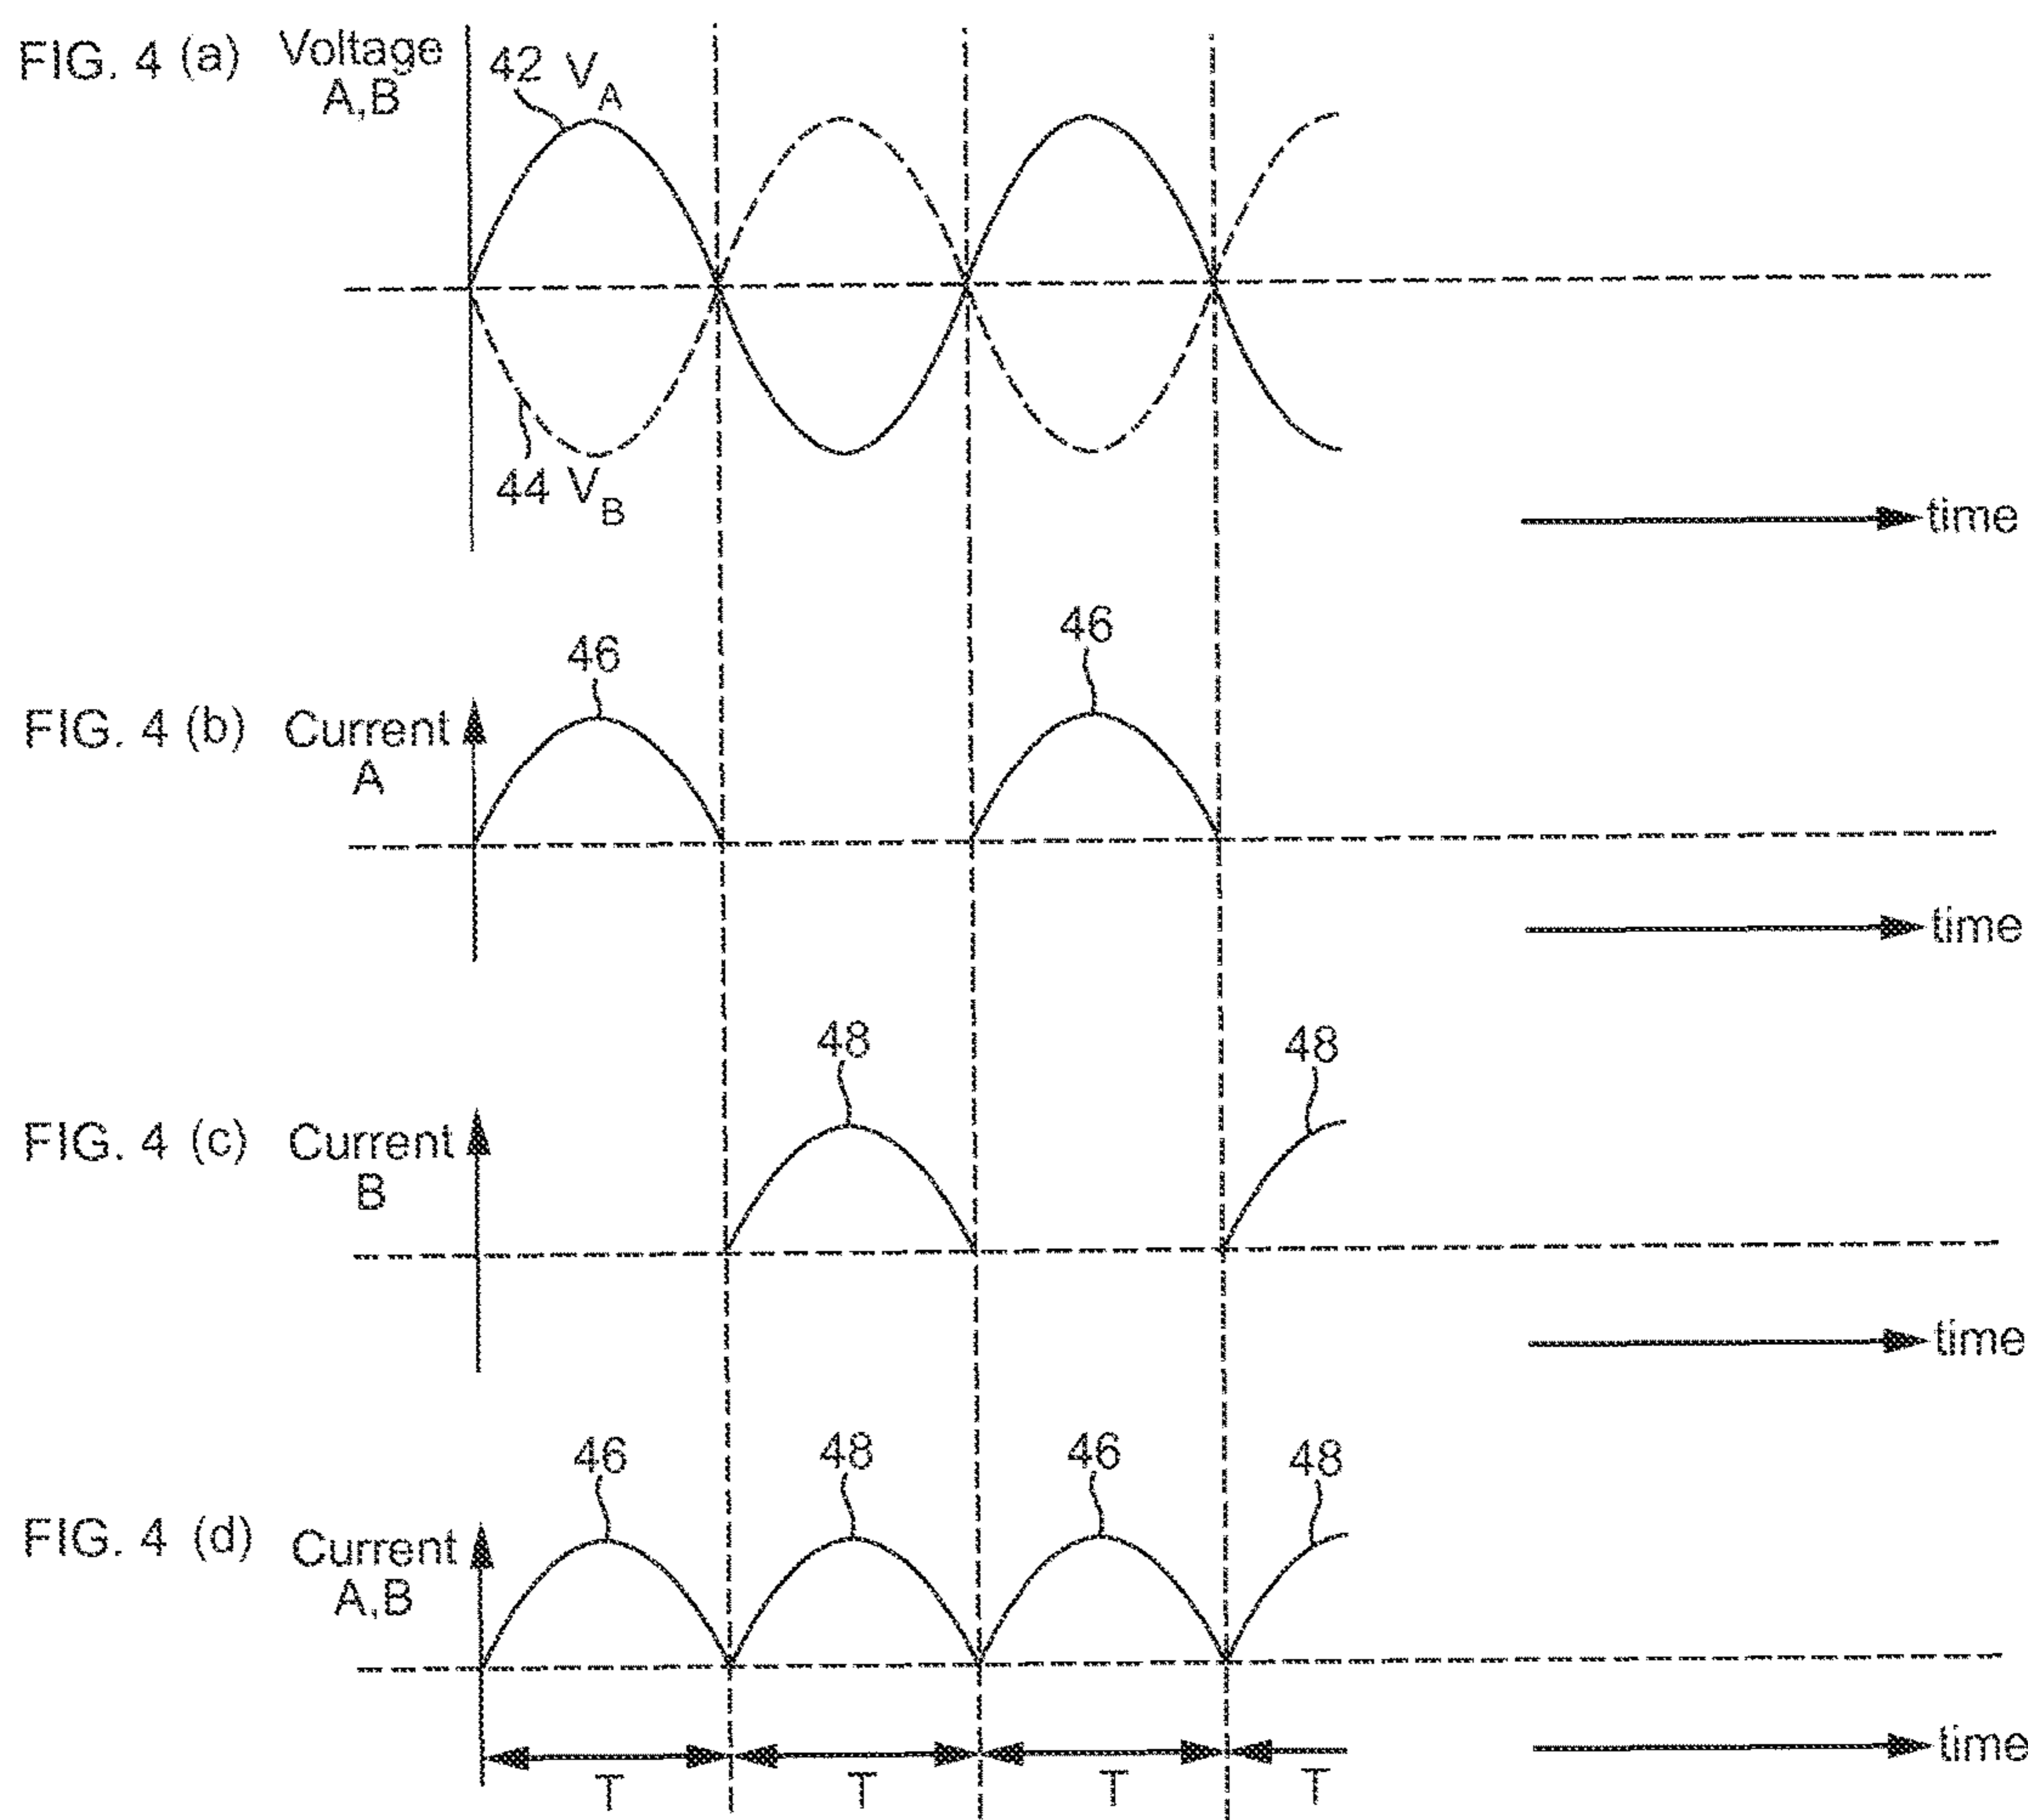 FIG. 4 (a)
Voltage
A,B
42 V_A
44 V_B
time
46
46
FIG. 4 (b)
Current
A
time
48
48
FIG. 4 (c)
Current
B
time
46
48
46
48
FIG. 4 (d)
Current
A,B
time
T
T
T
T